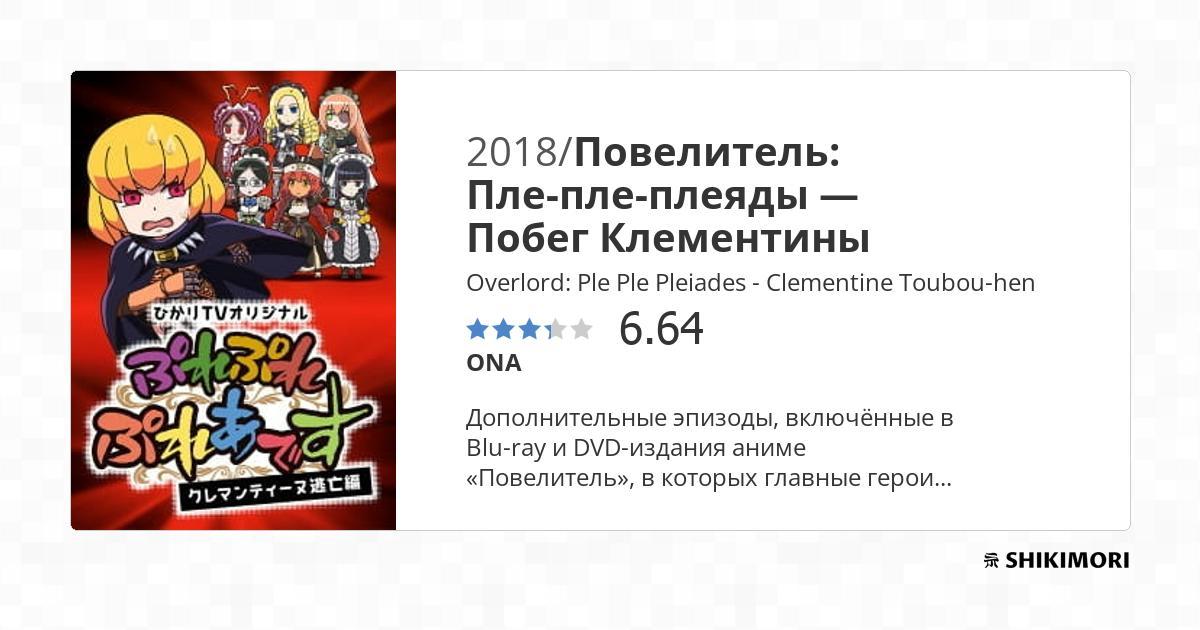 ひかりTVオリジナル
ぷれぷれ
ぷれあです
クレマンティーヌ逃亡編
2018/Повелитель:
Пле-пле-плеяды —
Побег Клементины
Overlord: Ple Ple Pleiades - Clementine Toubou-hen
6.64
ONA
Дополнительные эпизоды, включённые в
Blu-ray и DVD-издания аниме
«Повелитель», в которых главные герои...
SHIKIMORI